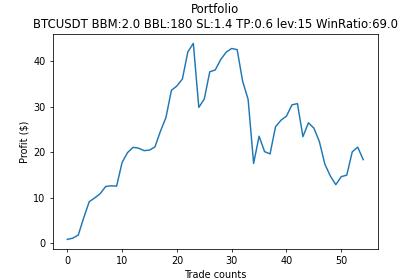 Portfolio
BTCUSDT BBM:2.0 BBL:180 SL:1.4 TP:0.6 lev:15 WinRatio:69.0
40
30
20
10
0
Profit ($)
0 10 20 30 40 50
Trade counts